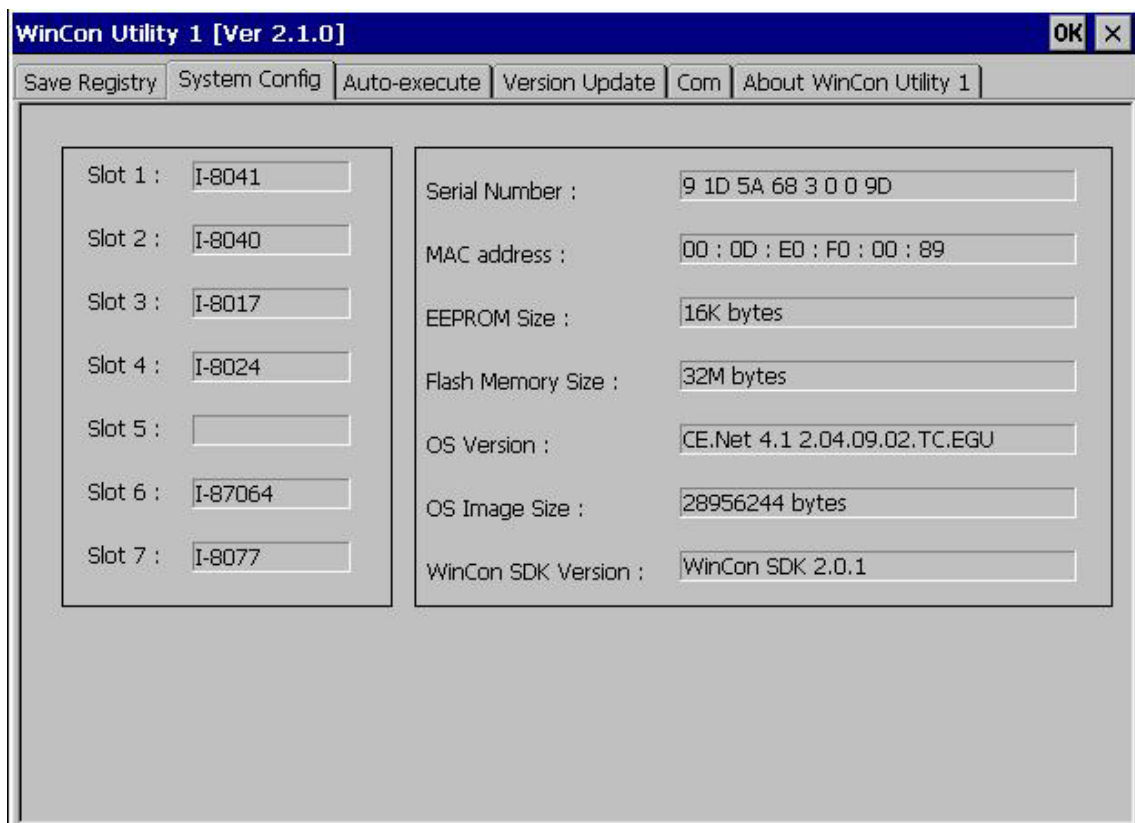 WinCon Utility 1 [Ver 2.1.0]
OK ×
Save Registry System Config Auto-execute Version Update Com About WinCon Utility 1
Slot 1 : I-8041
Slot 2 : I-8040
Slot 3 : I-8017
Slot 4 : I-8024
Slot 5 :
Slot 6 : I-87064
Slot 7 : I-8077
Serial Number : 9 1D 5A 68 3 0 0 9D
MAC address : 00 : 0D : E0 : F0 : 00 : 89
EEPROM Size : 16K bytes
Flash Memory Size : 32M bytes
OS Version : CE.Net 4.1 2.04.09.02.TC.EGU
OS Image Size : 28956244 bytes
WinCon SDK Version : WinCon SDK 2.0.1